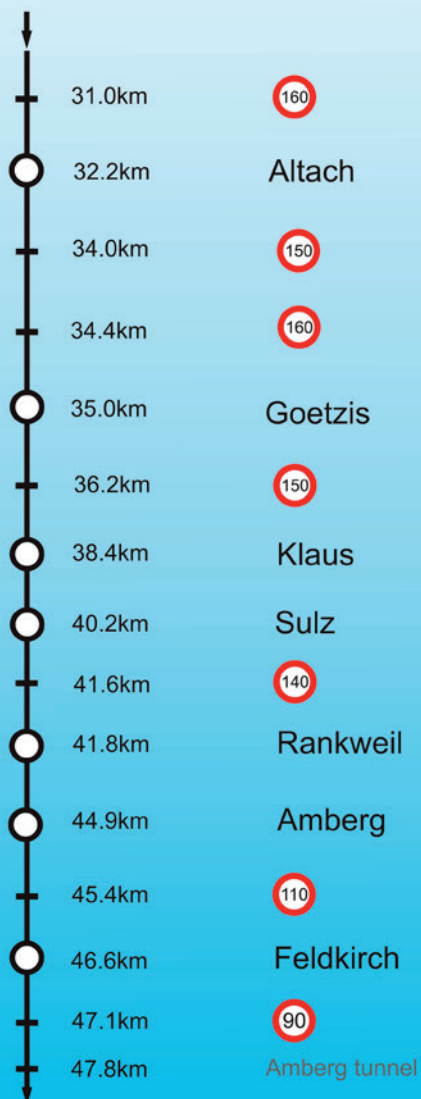 31.0km 160
32.2km Altach
34.0km 150
34.4km 160
35.0km Goetzis
36.2km 150
38.4km Klaus
40.2km Sulz
41.6km 140
41.8km Rankweil
44.9km Amberg
45.4km 110
46.6km Feldkirch
47.1km 90
47.8km Amberg tunnel